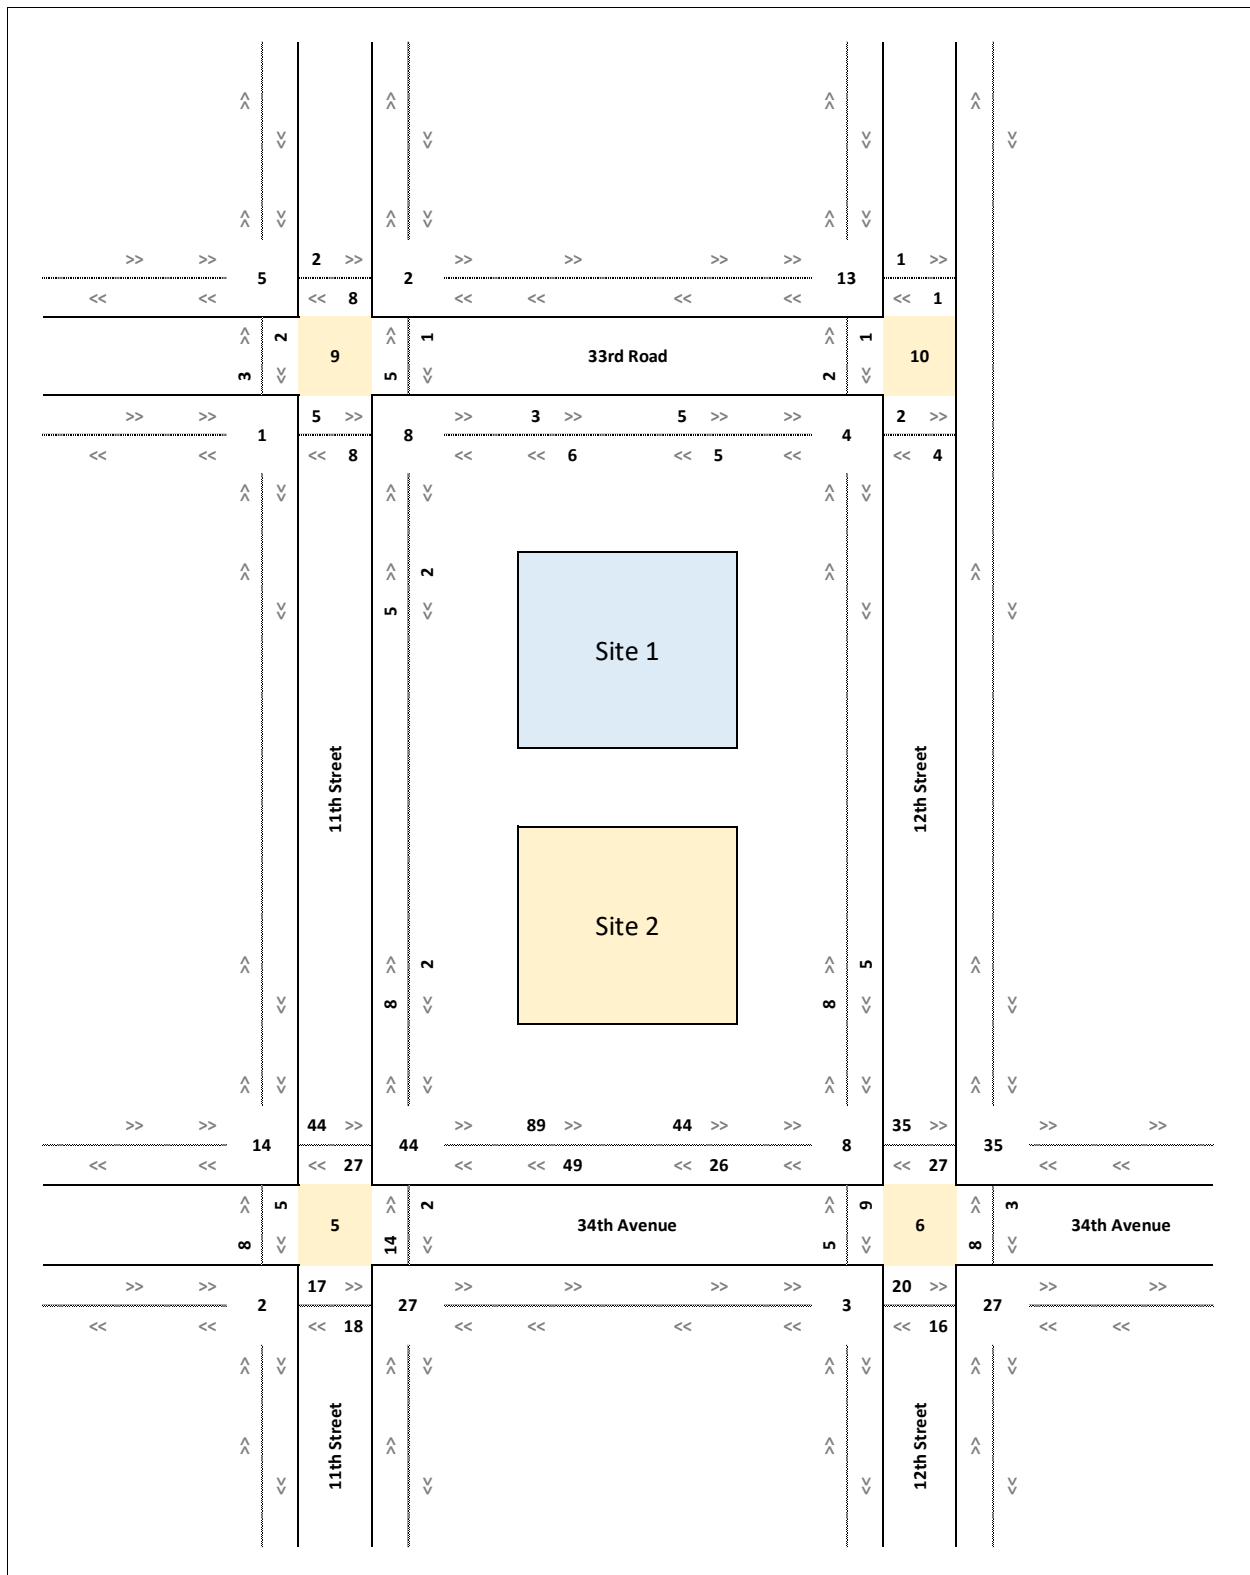 >> >> >> >>
>> >> >> >>
>> >> >> >> >> >>
>> >> >> >> >> >>
>> >> 5 2 >> 2 >> >> >> >> 13 1 >>
<< << << 8 << << << << << 1
>> 3 2 >> 9 >> 5 1 >> 33rd Road >> 2 1 >> 10
>> >> 1 5 >> 8 >> 3 >> 5 >> >> 4 2 >>
<< << << 8 << << 6 << 5 << << 4
>> >> >> >> >> >>
>> >> 5 2 >> >> >> >>
Site 1
11th Street
12th Street
Site 2
>> >> 8 2 >> >> 8 5 >> >> >>
>> >> >> >> >> >> >>
>> >> 14 44 >> 44 >> 89 >> 44 >> >> 8 35 >> 35 >> >>
<< << << 27 << << 49 << 26 << << 27 << <<
>> 8 5 >> 5 >> 14 2 >> 34th Avenue >> 5 9 >> 6 >> 8 3 >> 34th Avenue
>> >> 2 17 >> 27 >> >> >> >> 3 20 >> 27 >> >>
<< << << 18 << << << << << 16 << <<
>> >> >> >> >> >> >> >>
11th Street
12th Street
>> >> >> >> >> >> >> >>